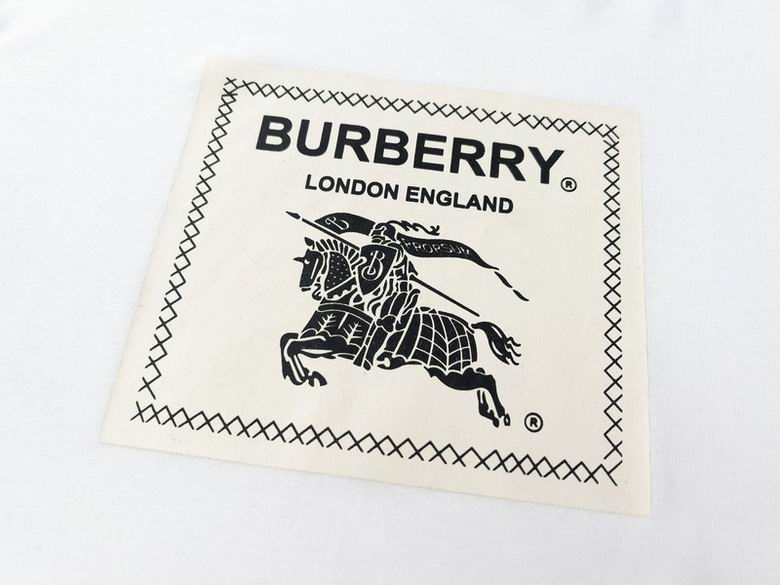 BURBERRY®
LONDON ENGLAND
B PRORSUM
B
®